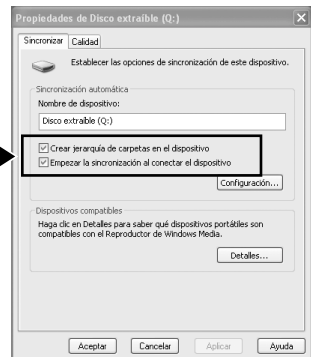 Propiedades de Disco extraíble (Q:)
Sincronizar Calidad
Establecer las opciones de sincronización de este dispositivo.
Sincronización automática
Nombre de dispositivo:
Disco extraíble (Q:)
Crear jerarquía de carpetas en el dispositivo
Empezar la sincronización al conectar el dispositivo
Configuración...
Dispositivos compatibles
Haga clic en Detalles para saber qué dispositivos portátiles son
compatibles con el Reproductor de Windows Media.
Detalles...
Aceptar Cancelar Aplicar Ayuda